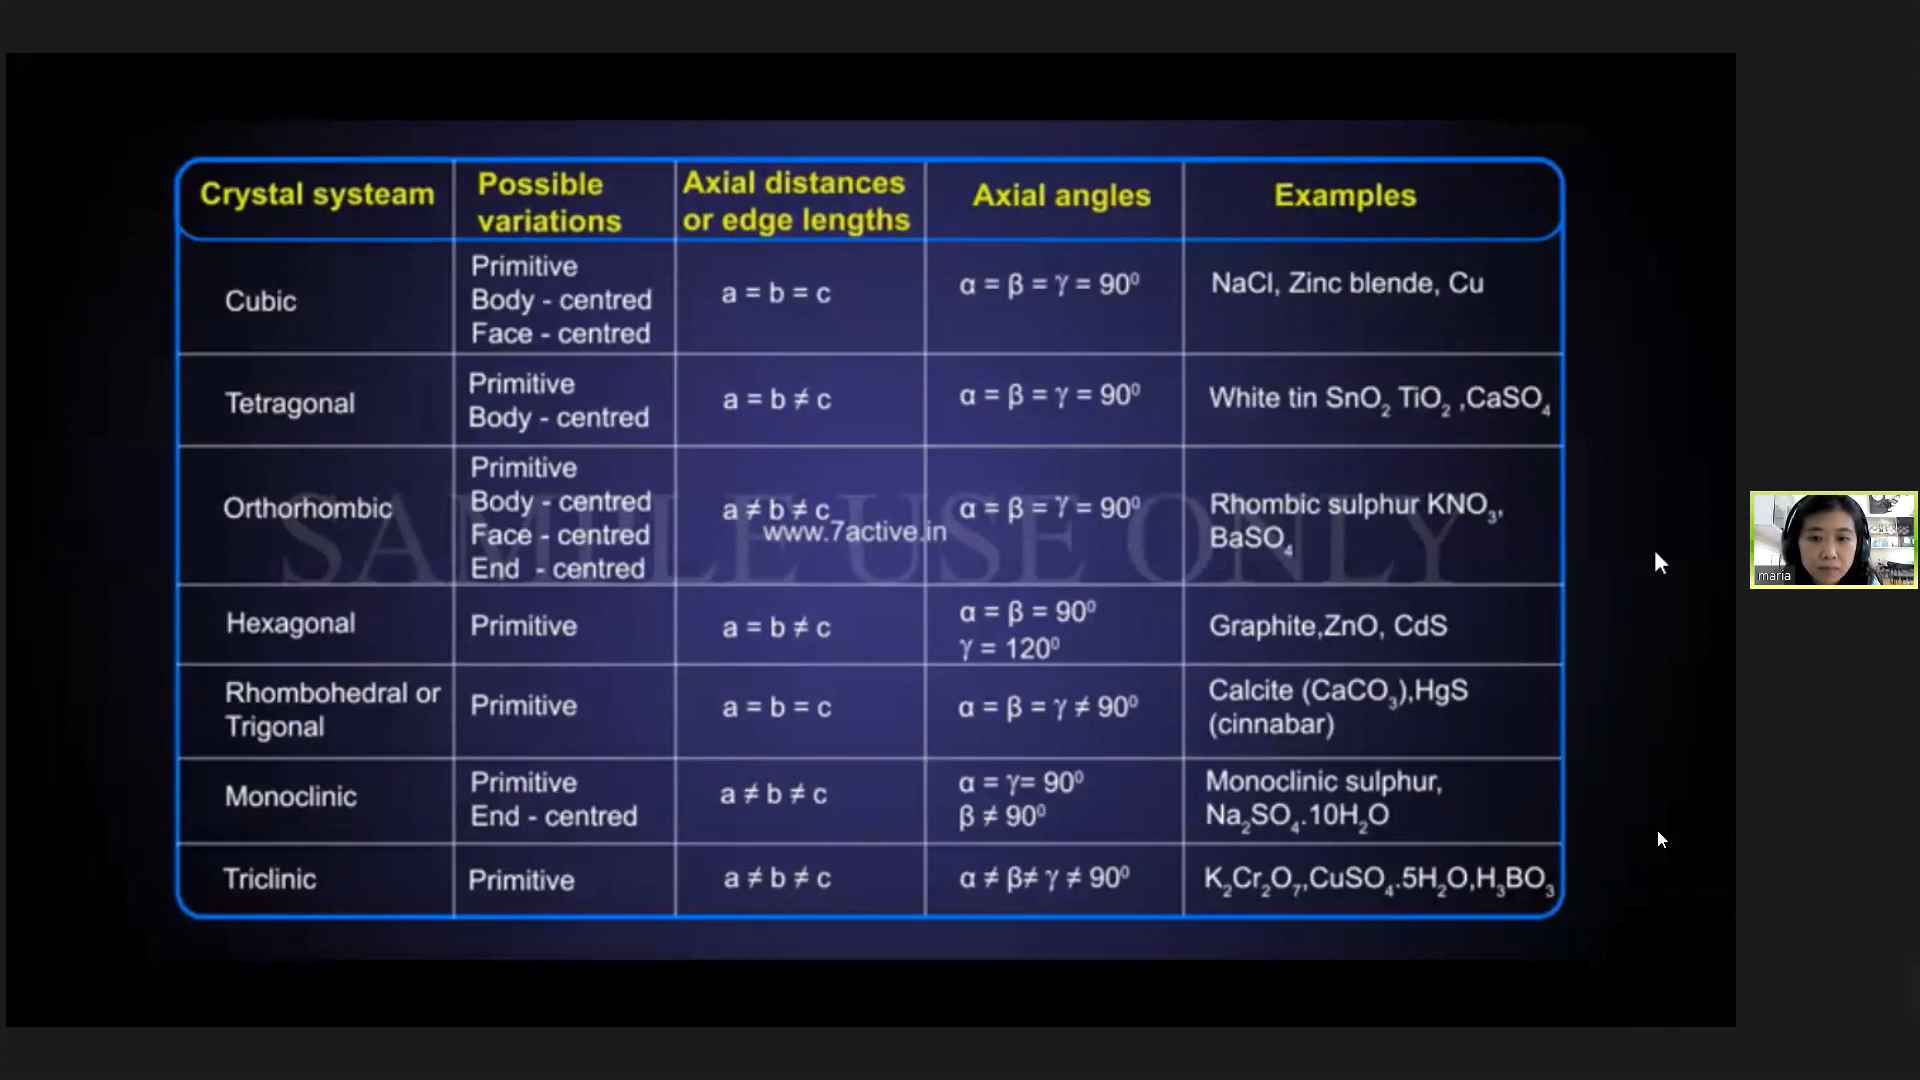 Crystal systeam
Possible
variations
Axial distances
or edge lengths
Axial angles
Examples
Cubic
Primitive
Body - centred
Face - centred
a = b = c
α = β = γ = 90⁰
NaCl, Zinc blende, Cu
Tetragonal
Primitive
Body - centred
a = b ≠ c
α = β = γ = 90⁰
White tin SnO₂ TiO₂ ,CaSO₄
Orthorhombic
Primitive
Body - centred
Face - centred
End - centred
a ≠ b ≠ c
α = β = γ = 90⁰
Rhombic sulphur KNO₃,
BaSO₄
SAMPLE USE ONLY
www.7active.in
Hexagonal
Primitive
a = b ≠ c
α = β = 90⁰
γ = 120⁰
Graphite,ZnO, CdS
Rhombohedral or
Trigonal
Primitive
a = b = c
α = β = γ ≠ 90⁰
Calcite (CaCO₃),HgS
(cinnabar)
Monoclinic
Primitive
End - centred
a ≠ b ≠ c
α = γ= 90⁰
β ≠ 90⁰
Monoclinic sulphur,
Na₂SO₄.10H₂O
Triclinic
Primitive
a ≠ b ≠ c
α ≠ β≠ γ ≠ 90⁰
K₂Cr₂O₇,CuSO₄.5H₂O,H₃BO₃
maria